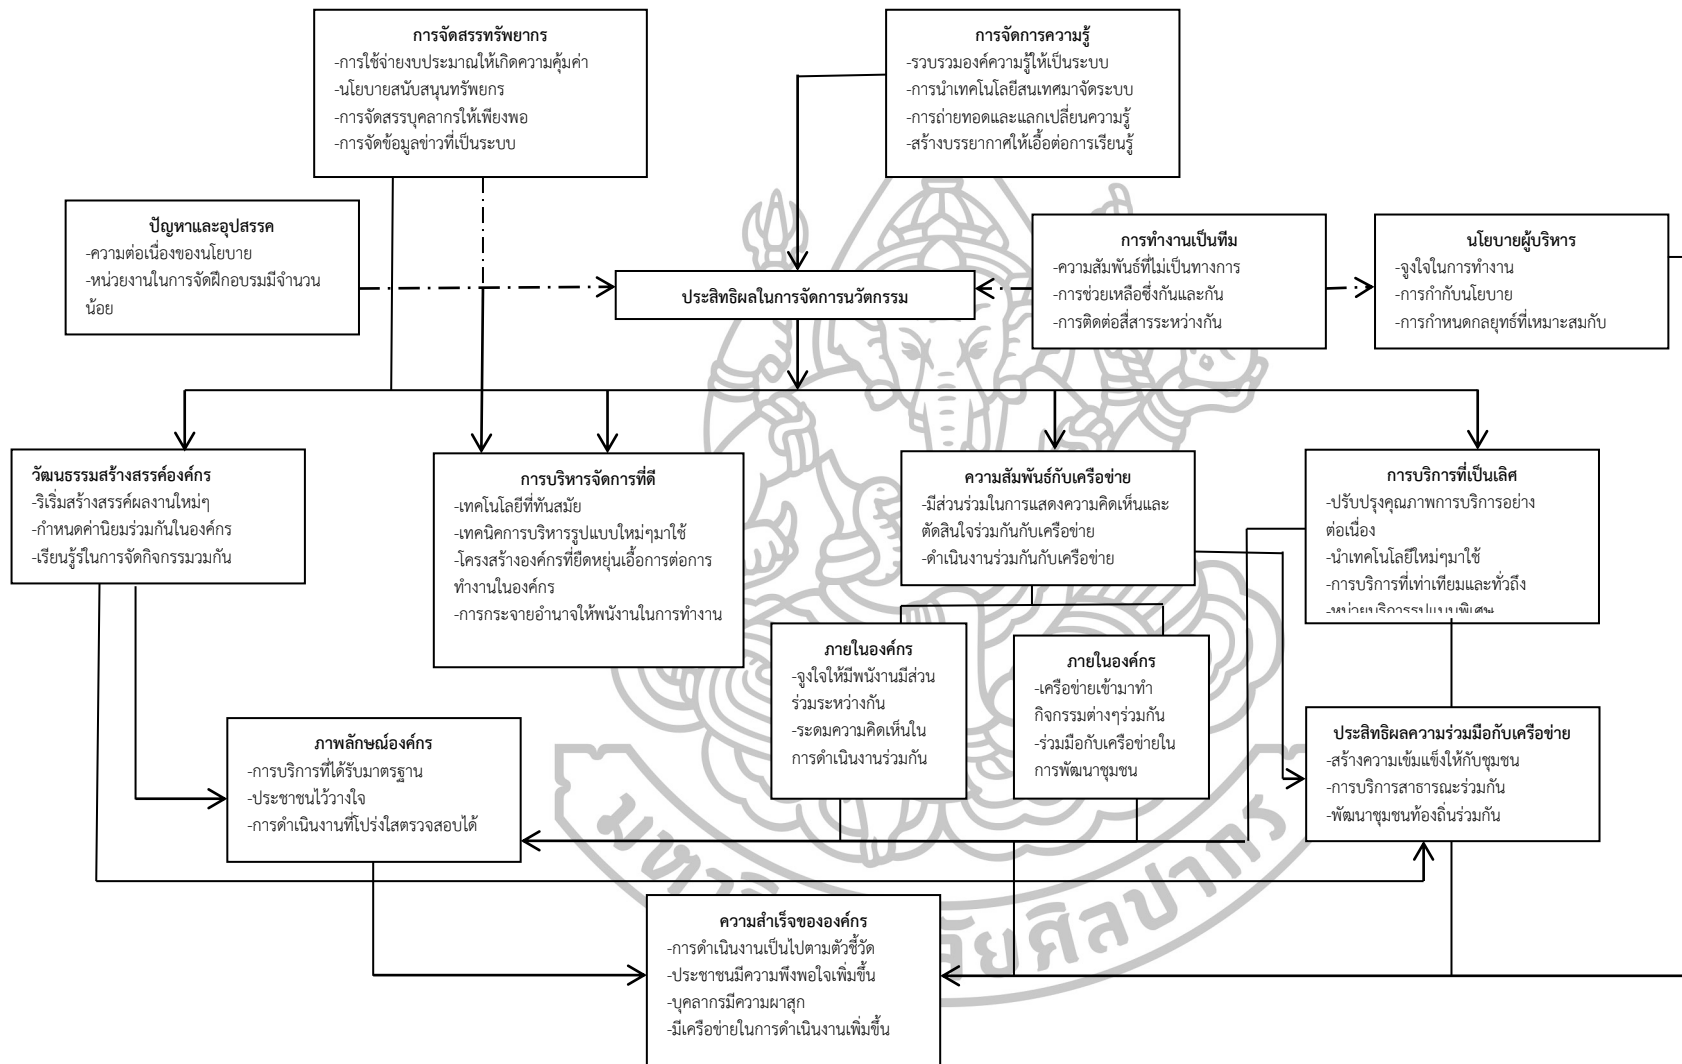 การจัดสรรทรัพยากร
-การใช้จ่ายงบประมาณให้เกิดความคุ้มค่า
-นโยบายสนับสนุนทรัพยกร
-การจัดสรรบุคลากรให้เพียงพอ
-การจัดข้อมูลข่าวที่เป็นระบบ
การจัดการความรู้
-รวบรวมองค์ความรู้ให้เป็นระบบ
-การนำเทคโนโลยีสนเทศมาจัดระบบ
-การถ่ายทอดและแลกเปลี่ยนความรู้
-สร้างบรรยากาศให้เอื้อต่อการเรียนรู้
ปัญหาและอุปสรรค
-ความต่อเนื่องของนโยบาย
-หน่วยงานในการจัดฝึกอบรมมีจำนวน
น้อย
ประสิทธิผลในการจัดการนวัตกรรม
การทำงานเป็นทีม
-ความสัมพันธ์ที่ไม่เป็นทางการ
-การช่วยเหลือซึ่งกันและกัน
-การติดต่อสื่อสารระหว่างกัน
นโยบายผู้บริหาร
-จูงใจในการทำงาน
-การกำกับนโยบาย
-การกำหนดกลยุทธ์ที่เหมาะสมกับ
วัฒนธรรมสร้างสรรค์องค์กร
-ริเริ่มสร้างสรรค์ผลงานใหม่ๆ
-กำหนดค่านิยมร่วมกันในองค์กร
-เรียนรู้ร่ในการจัดกิจกรรมวมกัน
การบริหารจัดการที่ดี
-เทคโนโลยีที่ทันสมัย
-เทคนิคการบริหารรูปแบบใหม่ๆมาใช้
-โครงสร้างองค์กรที่ยืดหยุ่นเอื้อการต่อการ
ทำงานในองค์กร
-การกระจายอำนาจให้พนังานในการทำงาน
ความสัมพันธ์กับเครือข่าย
-มีส่วนร่วมในการแสดงความคิดเห็นและ
ตัดสินใจร่วมกันกับเครือข่าย
-ดำเนินงานร่วมกันกับเครือข่าย
การบริการที่เป็นเลิศ
-ปรับปรุงคุณภาพการบริการอย่าง
ต่อเนื่อง
-นำเทคโนโลยีใหม่ๆมาใช้
-การบริการที่เท่าเทียมและทั่วถึง
-หน่วยบริการรูปแบบพิเศษ
ภายในองค์กร
-จูงใจให้มีพนังานมีส่วน
ร่วมระหว่างกัน
-ระดมความคิดเห็นใน
การดำเนินงานร่วมกัน
ภายในองค์กร
-เครือข่ายเข้ามาทำ
กิจกรรมต่างๆร่วมกัน
-ร่วมมือกับเครือข่ายใน
การพัฒนาชุมชน
ภาพลักษณ์องค์กร
-การบริการที่ได้รับมาตรฐาน
-ประชาชนไว้วางใจ
-การดำเนินงานที่โปร่งใสตรวจสอบได้
ประสิทธิผลความร่วมมือกับเครือข่าย
-สร้างความเข้มแข็งให้กับชุมชน
-การบริการสาธารณะร่วมกัน
-พัฒนาชุมชนท้องถิ่นร่วมกัน
ความสำเร็จขององค์กร
-การดำเนินงานเป็นไปตามตัวชี้วัด
-ประชาชนมีความพึงพอใจเพิ่มขึ้น
-บุคลากรมีความผาสุก
-มีเครือข่ายในการดำเนินงานเพิ่มขึ้น